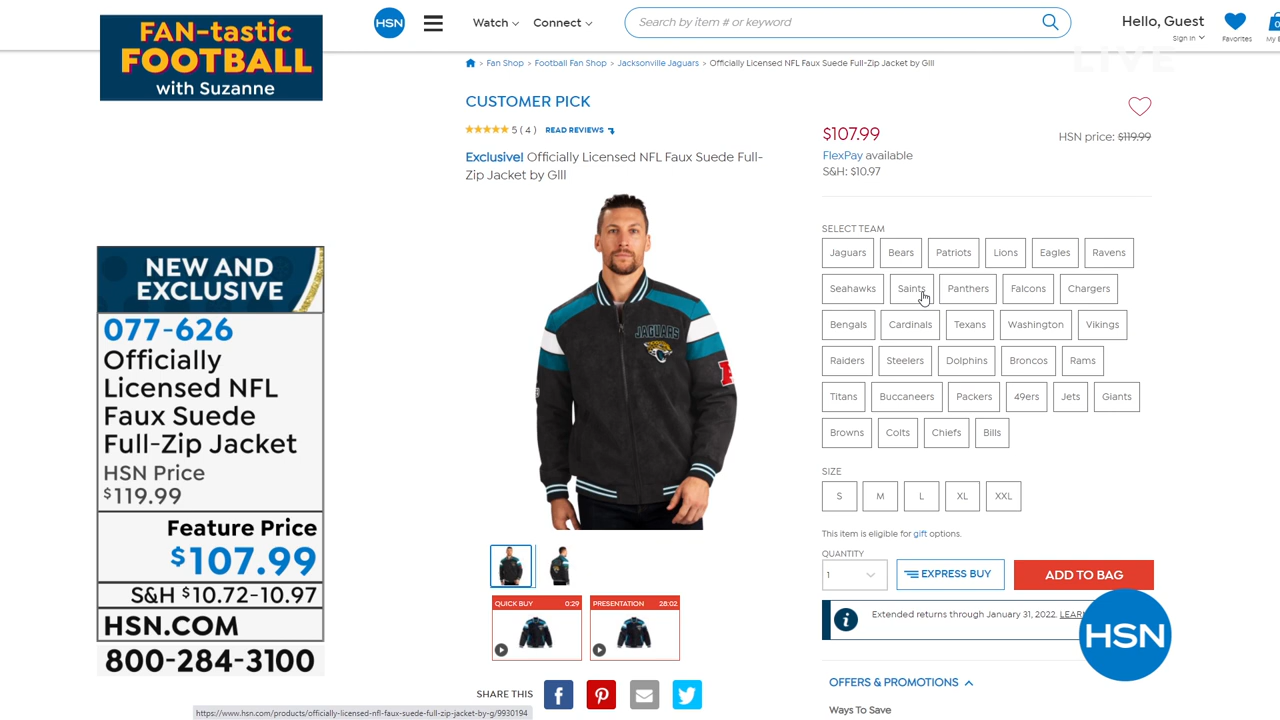 FAN-tastic
FOOTBALL
with Suzanne
HSN
Watch
Connect
Search by item # or keyword
Hello, Guest
Sign In
Favorites
0
LIVE
> Fan Shop > Football Fan Shop > Jacksonville Jaguars > Officially Licensed NFL Faux Suede Full-Zip Jacket by Glll
CUSTOMER PICK
5 ( 4 ) READ REVIEWS
Exclusive! Officially Licensed NFL Faux Suede Full-
Zip Jacket by Glll
JAGUARS
$107.99
HSN price: $119.99
FlexPay available
S&H: $10.97
SELECT TEAM
Jaguars Bears Patriots Lions Eagles Ravens
Seahawks Saints Panthers Falcons Chargers
Bengals Cardinals Texans Washington Vikings
Raiders Steelers Dolphins Broncos Rams
Titans Buccaneers Packers 49ers Jets Giants
Browns Colts Chiefs Bills
SIZE
S M L XL XXL
This item is eligible for gift options.
QUANTITY
1
EXPRESS BUY
ADD TO BAG
Extended returns through January 31, 2022.
HSN
OFFERS & PROMOTIONS
Ways To Save
NEW AND
EXCLUSIVE
077-626
Officially
Licensed NFL
Faux Suede
Full-Zip Jacket
HSN Price
$119.99
Feature Price
$107.99
S&H $10.72-10.97
HSN.COM
800-284-3100
QUICK BUY 0:29
PRESENTATION 28:02
SHARE THIS
https://www.hsn.com/products/officially-licensed-nfl-faux-suede-full-zip-jacket-by-g/9930194